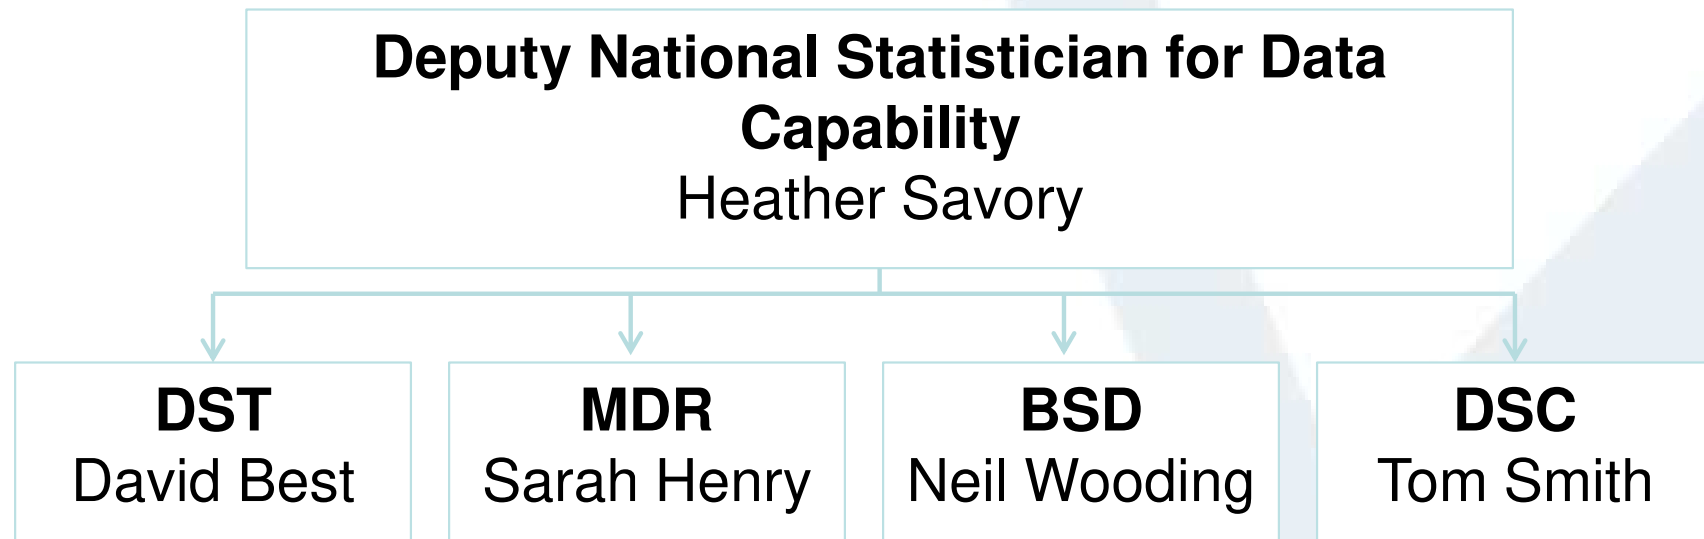 Deputy National Statistician for Data
Capability
Heather Savory
DST
David Best
MDR
Sarah Henry
BSD
Neil Wooding
DSC
Tom Smith